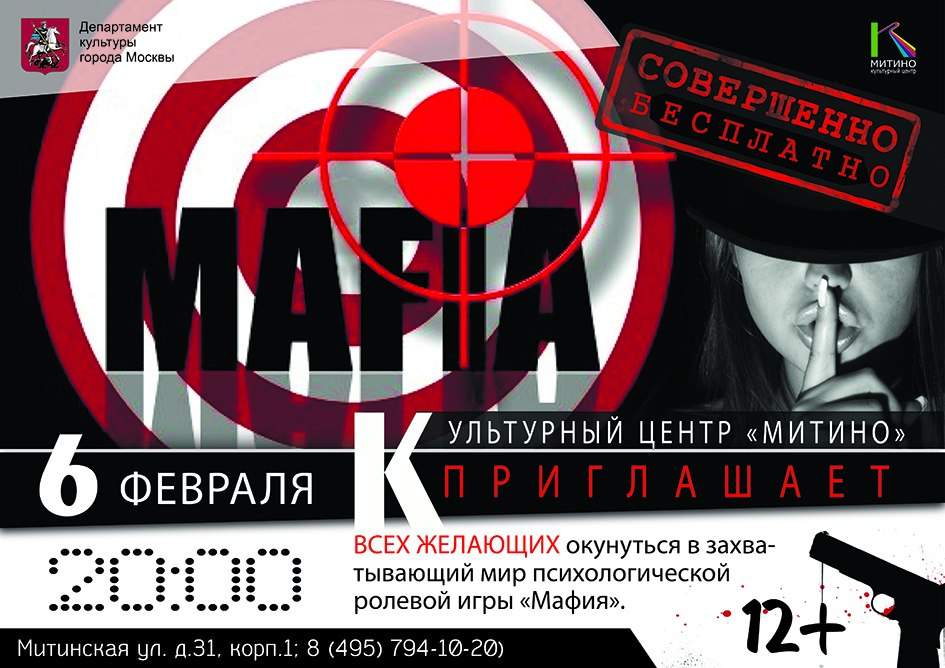 Департамент
культуры
города Москвы
МИТИНО
культурный центр
СОВЕРШЕННО
БЕСПЛАТНО
MAFIA
КУЛЬТУРНЫЙ ЦЕНТР «МИТИНО»
ПРИГЛАШАЕТ
6 ФЕВРАЛЯ
20:00
ВСЕХ ЖЕЛАЮЩИХ окунуться в захва-
тывающий мир психологической
ролевой игры «Мафия».
12+
Митинская ул. д.31, корп.1; 8 (495) 794-10-20)